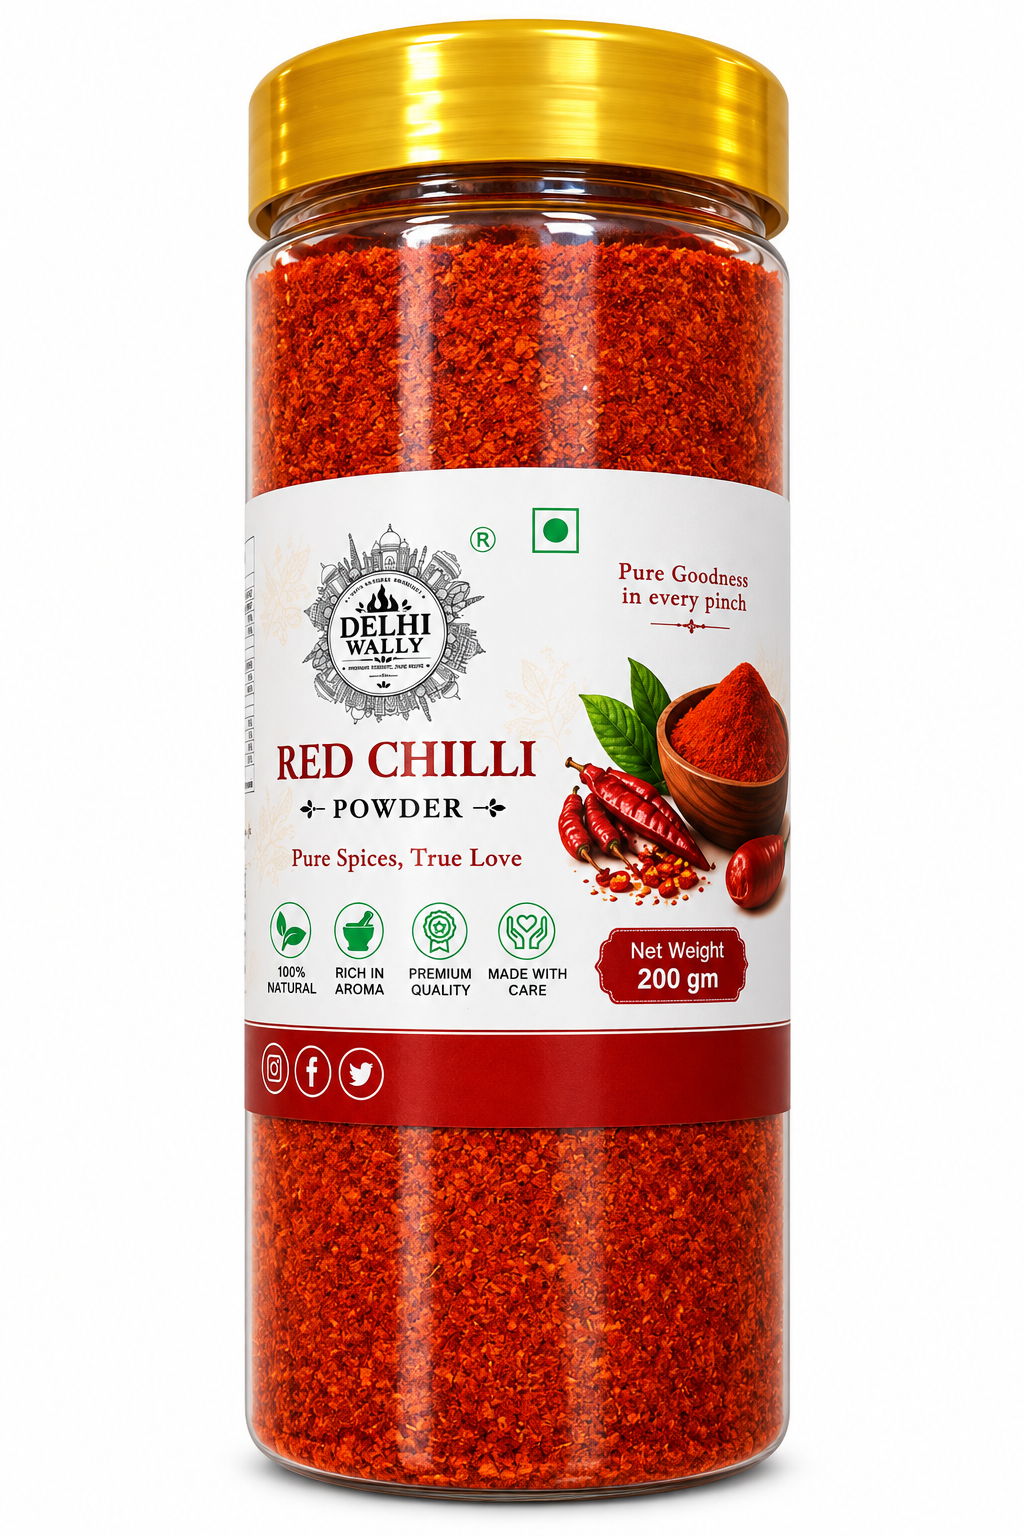 ®
DELHI
WALLY
Pure Goodness
in every pinch
RED CHILLI
POWDER
Pure Spices, True Love
100%
NATURAL
RICH IN
AROMA
PREMIUM
QUALITY
MADE WITH
CARE
Net Weight
200 gm